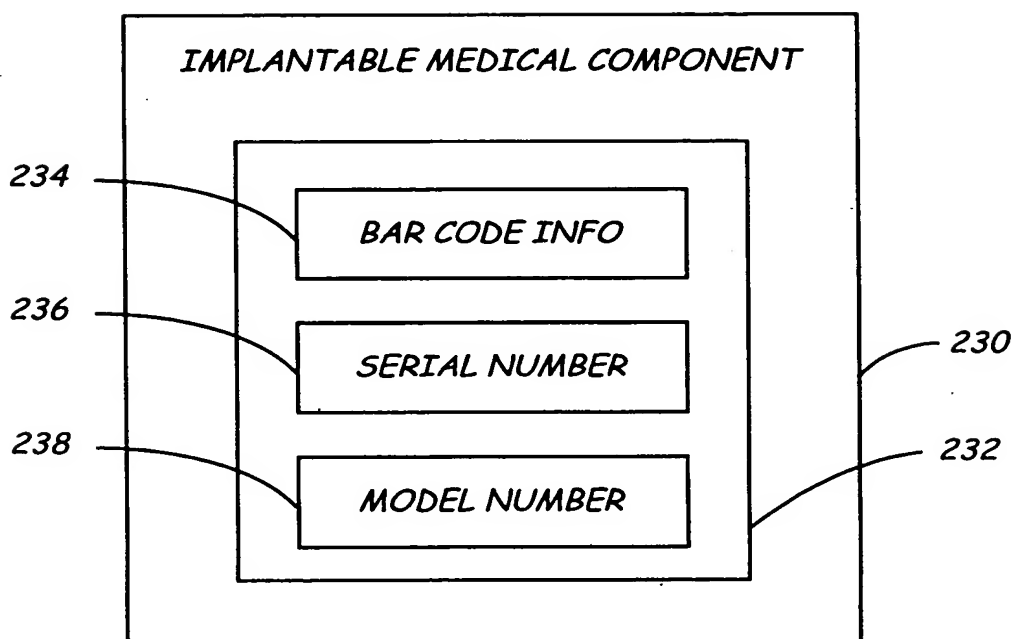 IMPLANTABLE MEDICAL COMPONENT
234
BAR CODE INFO
236
SERIAL NUMBER
230
238
232
MODEL NUMBER